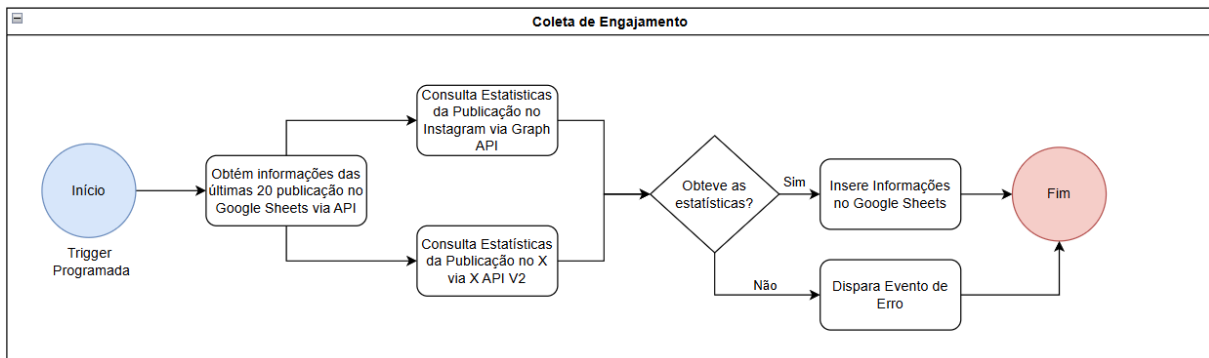 Coleta de Engajamento
Início
Trigger
Programada
Obtém informações das
últimas 20 publicação no
Google Sheets via API
Consulta Estatisticas
da Publicação no
Instagram via Graph
API
Consulta Estatísticas
da Publicação no X
via X API V2
Obteve as
estatísticas?
Sim
Insere Informações
no Google Sheets
Não
Dispara Evento de
Erro
Fim